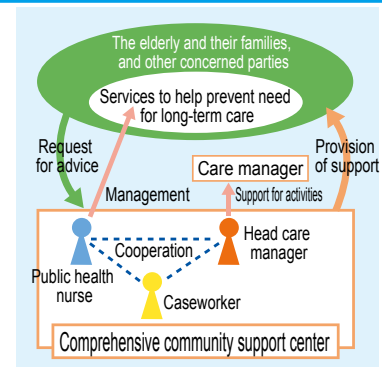 The elderly and their families,
and other concerned parties
Services to help prevent need
for long-term care
Request
for advice
Provision
of support
Care manager
Management
Support for activities
Cooperation
Head care
manager
Public health
nurse
Caseworker
Comprehensive community support center